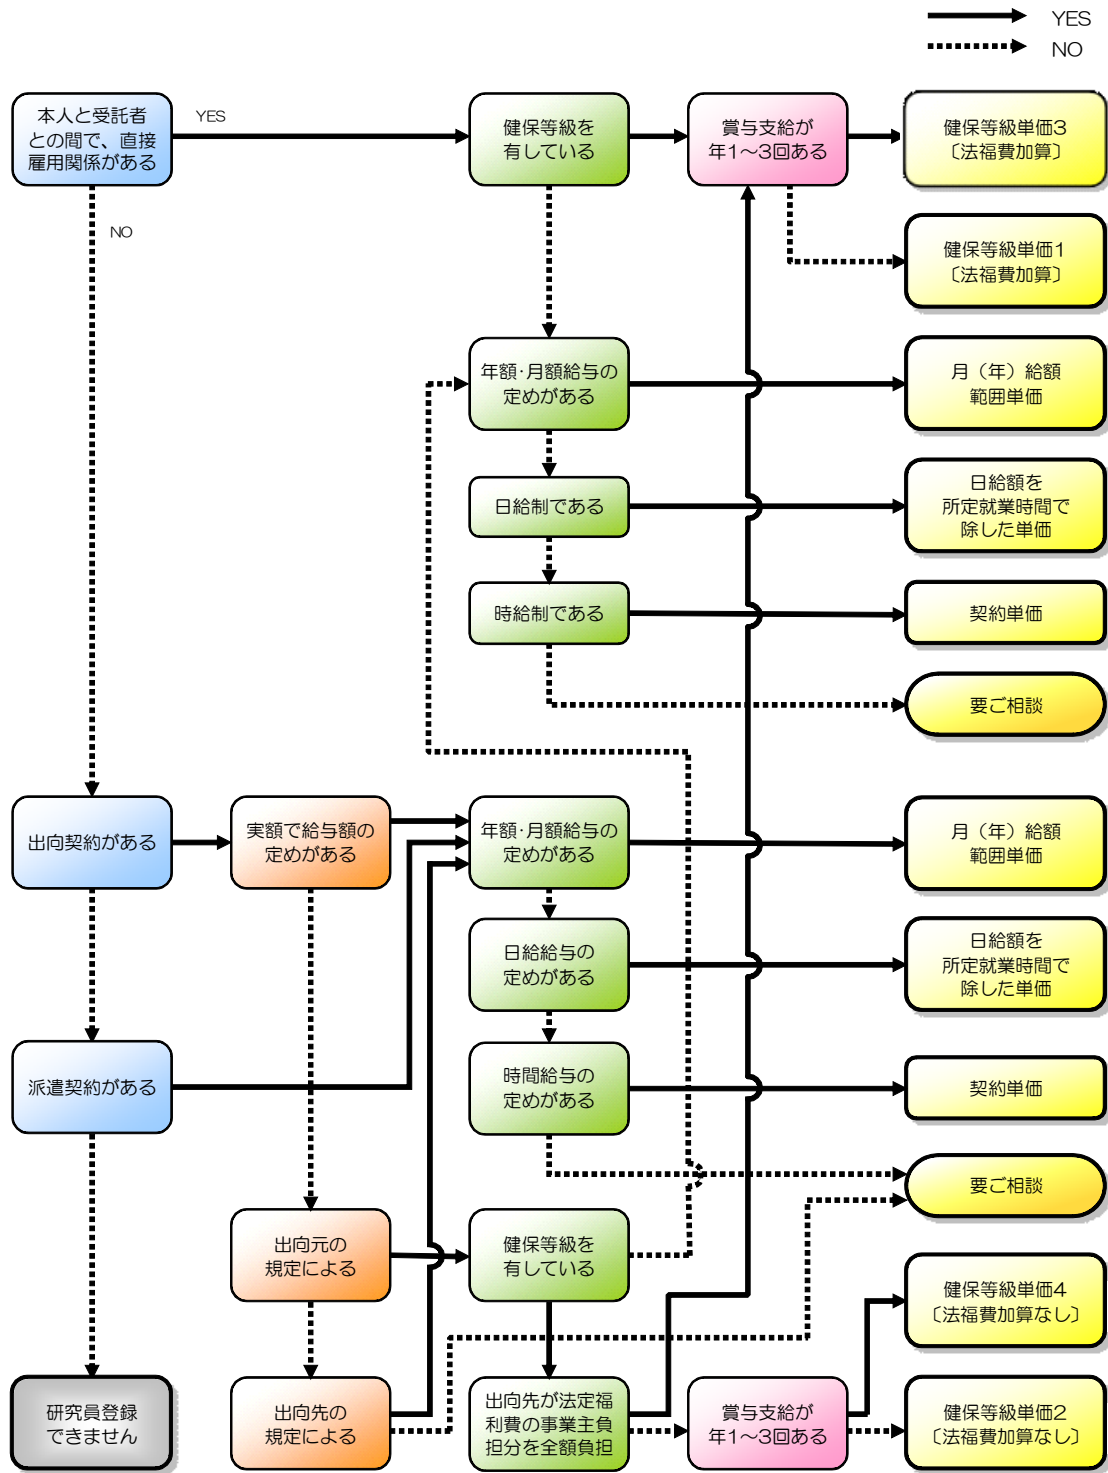 YES
NO
本人と受託者
との間で、直接
雇用関係がある
YES
NO
健保等級を
有している
賞与支給が
年1～3回ある
健保等級単価3
〔法福費加算〕
健保等級単価1
〔法福費加算〕
年額・月額給与の
定めがある
月（年）給額
範囲単価
日給制である
日給額を
所定就業時間で
除した単価
時給制である
契約単価
要ご相談
出向契約がある
実額で給与額の
定めがある
年額・月額給与の
定めがある
月（年）給額
範囲単価
日給給与の
定めがある
日給額を
所定就業時間で
除した単価
派遣契約がある
時間給与の
定めがある
契約単価
要ご相談
出向元の
規定による
健保等級を
有している
健保等級単価4
〔法福費加算なし〕
研究員登録
できません
出向先の
規定による
出向先が法定福
利費の事業主負
担分を全額負担
賞与支給が
年1～3回ある
健保等級単価2
〔法福費加算なし〕